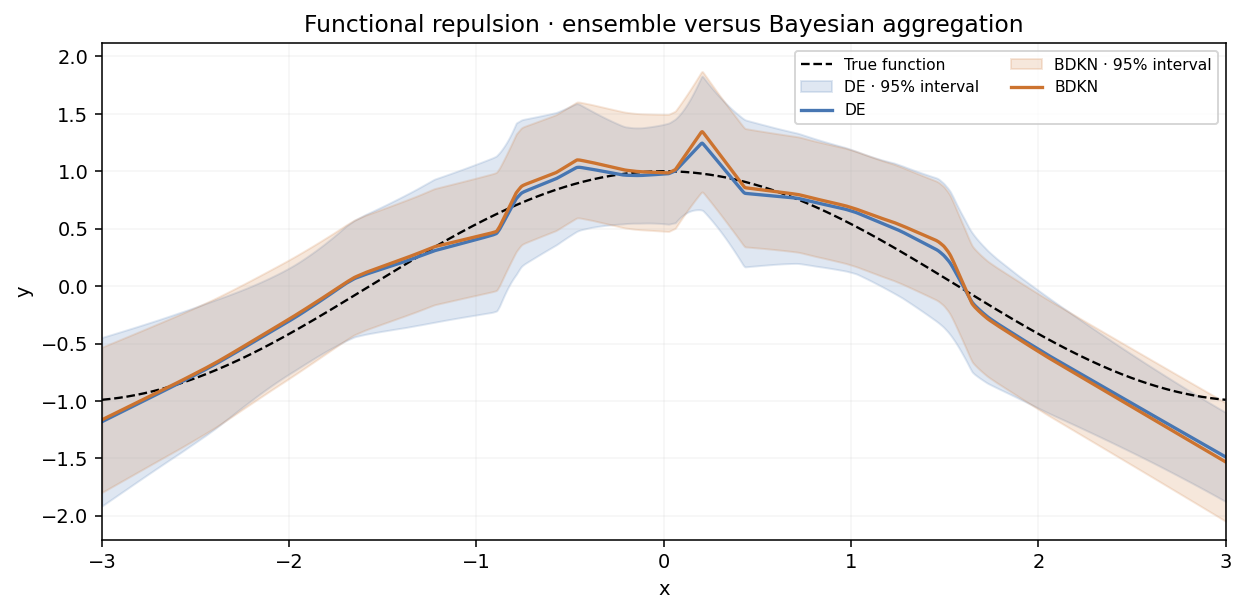 Functional repulsion · ensemble versus Bayesian aggregation
True function
DE · 95% interval
DE
BDKN · 95% interval
BDKN
2.0
1.5
1.0
0.5
0.0
−0.5
−1.0
−1.5
−2.0
y
−3
−2
−1
0
1
2
3
x